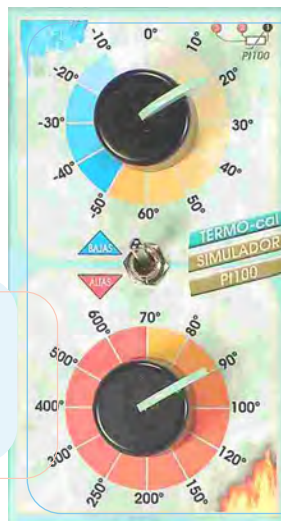 Pt100
-10° 0° 10°
-20° 20°
-30° 30°
-40° 40°
-50° 60° 50°
BAJAS
ALTAS
TERMO-cal
SIMULADOR
Pt100
600° 70° 80°
500° 90°
400° 100°
300° 120°
250° 200° 150°